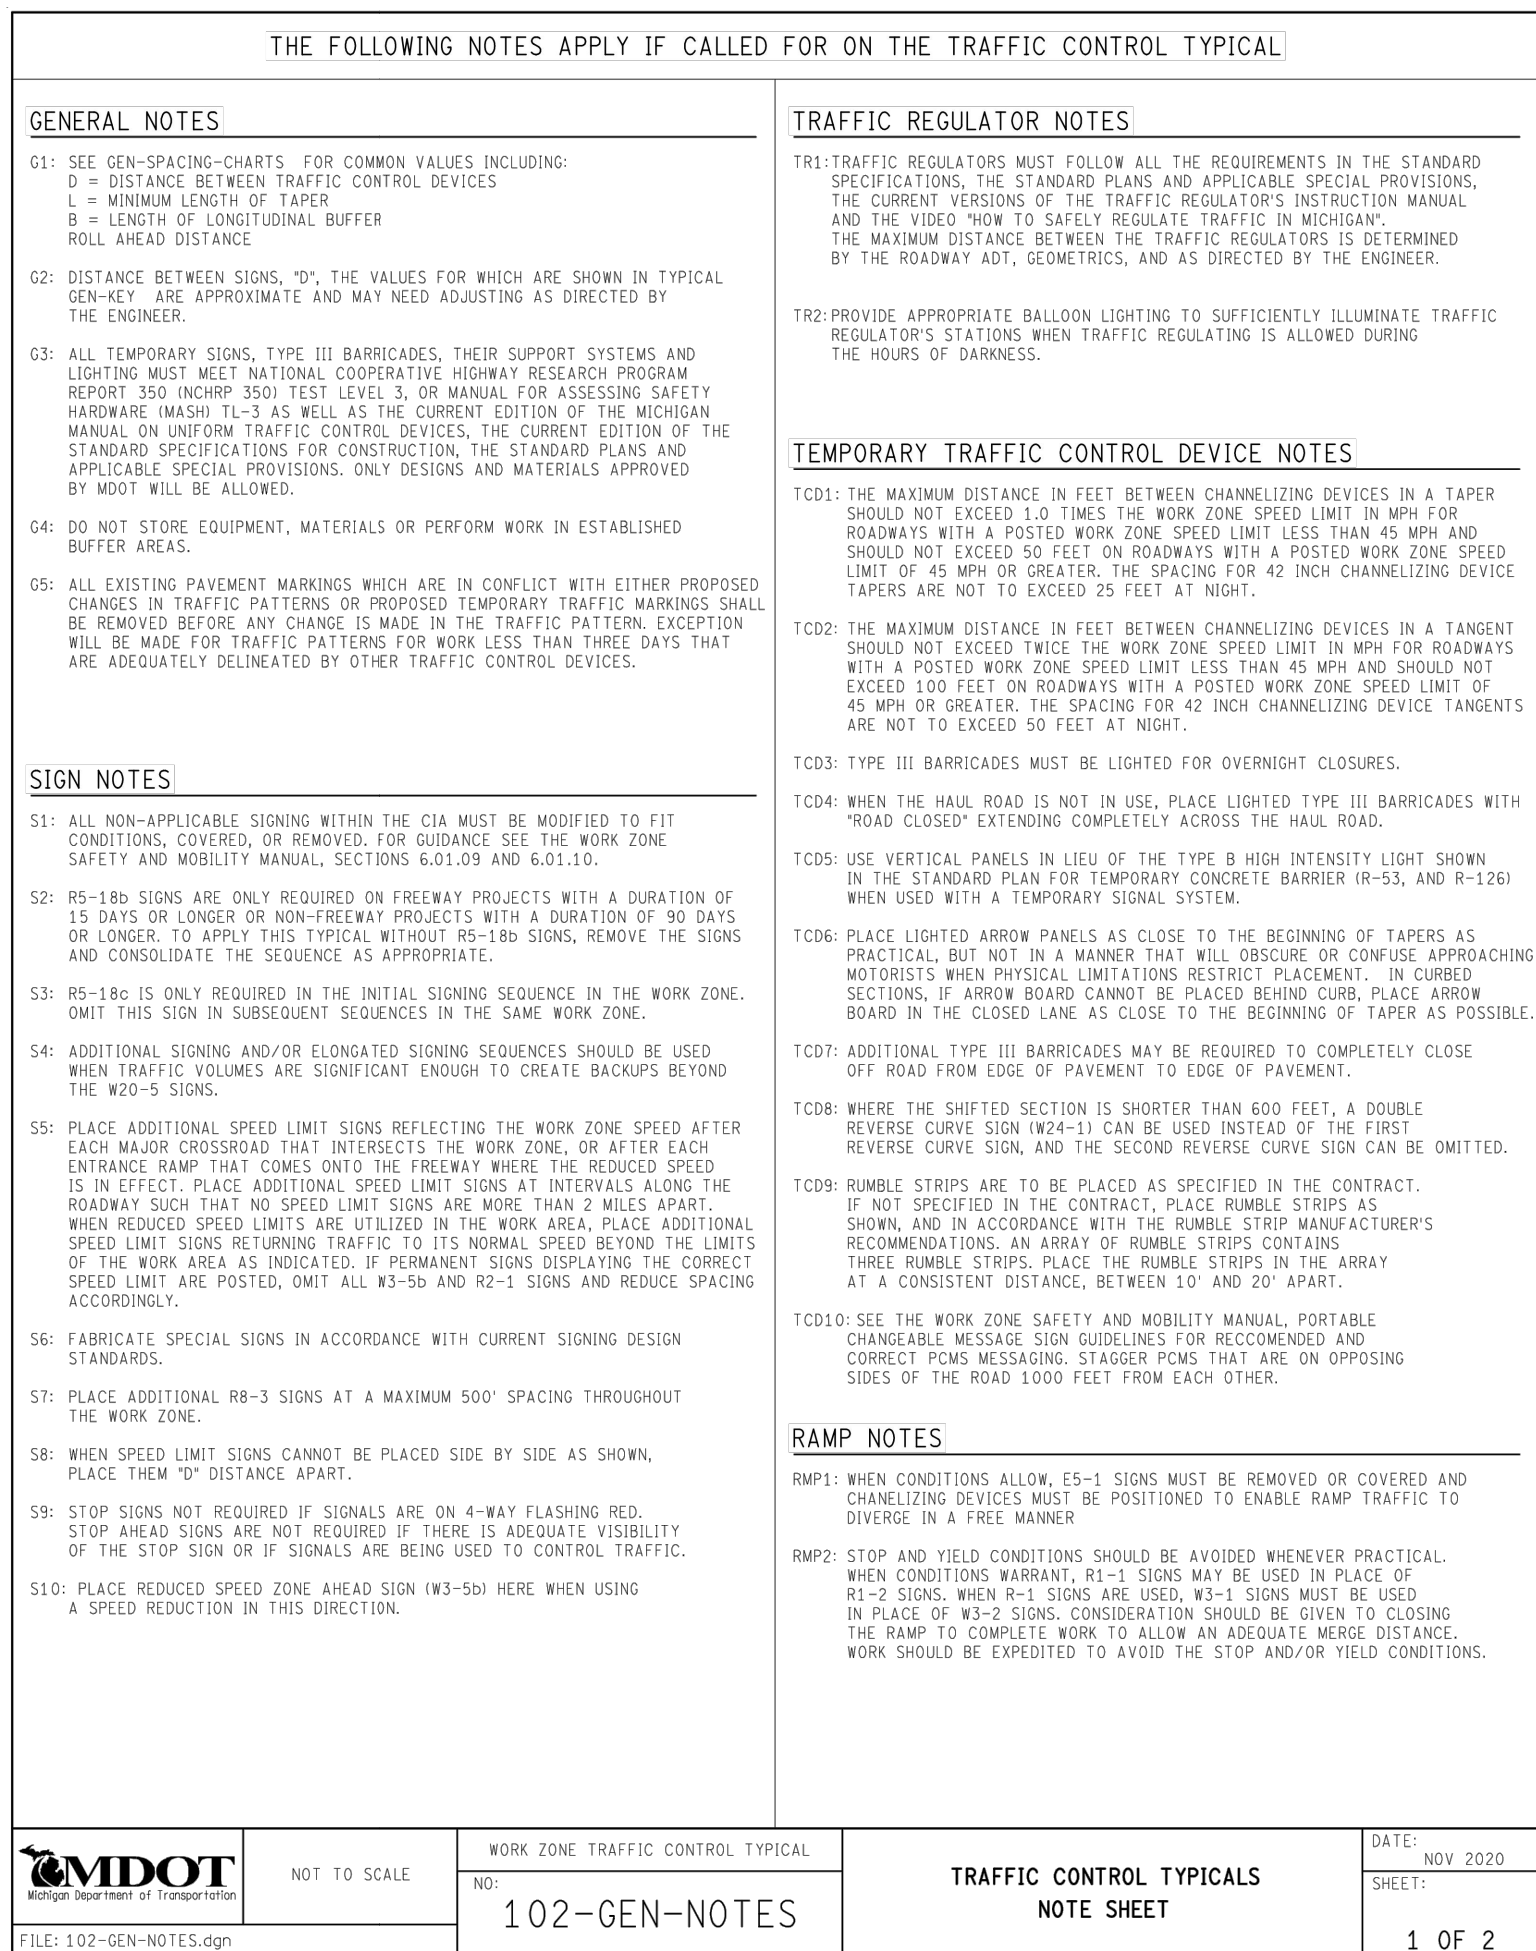 THE FOLLOWING NOTES APPLY IF CALLED FOR ON THE TRAFFIC CONTROL TYPICAL
GENERAL NOTES
G1: SEE GEN-SPACING-CHARTS FOR COMMON VALUES INCLUDING:
D = DISTANCE BETWEEN TRAFFIC CONTROL DEVICES
L = MINIMUM LENGTH OF TAPER
B = LENGTH OF LONGITUDINAL BUFFER
ROLL AHEAD DISTANCE
G2: DISTANCE BETWEEN SIGNS, "D", THE VALUES FOR WHICH ARE SHOWN IN TYPICAL
GEN-KEY ARE APPROXIMATE AND MAY NEED ADJUSTING AS DIRECTED BY
THE ENGINEER.
G3: ALL TEMPORARY SIGNS, TYPE III BARRICADES, THEIR SUPPORT SYSTEMS AND
LIGHTING MUST MEET NATIONAL COOPERATIVE HIGHWAY RESEARCH PROGRAM
REPORT 350 (NCHRP 350) TEST LEVEL 3, OR MANUAL FOR ASSESSING SAFETY
HARDWARE (MASH) TL-3 AS WELL AS THE CURRENT EDITION OF THE MICHIGAN
MANUAL ON UNIFORM TRAFFIC CONTROL DEVICES, THE CURRENT EDITION OF THE
STANDARD SPECIFICATIONS FOR CONSTRUCTION, THE STANDARD PLANS AND
APPLICABLE SPECIAL PROVISIONS. ONLY DESIGNS AND MATERIALS APPROVED
BY MDOT WILL BE ALLOWED.
G4: DO NOT STORE EQUIPMENT, MATERIALS OR PERFORM WORK IN ESTABLISHED
BUFFER AREAS.
G5: ALL EXISTING PAVEMENT MARKINGS WHICH ARE IN CONFLICT WITH EITHER PROPOSED
CHANGES IN TRAFFIC PATTERNS OR PROPOSED TEMPORARY TRAFFIC MARKINGS SHALL
BE REMOVED BEFORE ANY CHANGE IS MADE IN THE TRAFFIC PATTERN. EXCEPTION
WILL BE MADE FOR TRAFFIC PATTERNS FOR WORK LESS THAN THREE DAYS THAT
ARE ADEQUATELY DELINEATED BY OTHER TRAFFIC CONTROL DEVICES.
SIGN NOTES
S1: ALL NON-APPLICABLE SIGNING WITHIN THE CIA MUST BE MODIFIED TO FIT
CONDITIONS, COVERED, OR REMOVED. FOR GUIDANCE SEE THE WORK ZONE
SAFETY AND MOBILITY MANUAL, SECTIONS 6.01.09 AND 6.01.10.
S2: R5-18b SIGNS ARE ONLY REQUIRED ON FREEWAY PROJECTS WITH A DURATION OF
15 DAYS OR LONGER OR NON-FREEWAY PROJECTS WITH A DURATION OF 90 DAYS
OR LONGER. TO APPLY THIS TYPICAL WITHOUT R5-18b SIGNS, REMOVE THE SIGNS
AND CONSOLIDATE THE SEQUENCE AS APPROPRIATE.
S3: R5-18c IS ONLY REQUIRED IN THE INITIAL SIGNING SEQUENCE IN THE WORK ZONE.
OMIT THIS SIGN IN SUBSEQUENT SEQUENCES IN THE SAME WORK ZONE.
S4: ADDITIONAL SIGNING AND/OR ELONGATED SIGNING SEQUENCES SHOULD BE USED
WHEN TRAFFIC VOLUMES ARE SIGNIFICANT ENOUGH TO CREATE BACKUPS BEYOND
THE W20-5 SIGNS.
S5: PLACE ADDITIONAL SPEED LIMIT SIGNS REFLECTING THE WORK ZONE SPEED AFTER
EACH MAJOR CROSSROAD THAT INTERSECTS THE WORK ZONE, OR AFTER EACH
ENTRANCE RAMP THAT COMES ONTO THE FREEWAY WHERE THE REDUCED SPEED
IS IN EFFECT. PLACE ADDITIONAL SPEED LIMIT SIGNS AT INTERVALS ALONG THE
ROADWAY SUCH THAT NO SPEED LIMIT SIGNS ARE MORE THAN 2 MILES APART.
WHEN REDUCED SPEED LIMITS ARE UTILIZED IN THE WORK AREA, PLACE ADDITIONAL
SPEED LIMIT SIGNS RETURNING TRAFFIC TO ITS NORMAL SPEED BEYOND THE LIMITS
OF THE WORK AREA AS INDICATED. IF PERMANENT SIGNS DISPLAYING THE CORRECT
SPEED LIMIT ARE POSTED, OMIT ALL W3-5b AND R2-1 SIGNS AND REDUCE SPACING
ACCORDINGLY.
S6: FABRICATE SPECIAL SIGNS IN ACCORDANCE WITH CURRENT SIGNING DESIGN
STANDARDS.
S7: PLACE ADDITIONAL R8-3 SIGNS AT A MAXIMUM 500' SPACING THROUGHOUT
THE WORK ZONE.
S8: WHEN SPEED LIMIT SIGNS CANNOT BE PLACED SIDE BY SIDE AS SHOWN,
PLACE THEM "D" DISTANCE APART.
S9: STOP SIGNS NOT REQUIRED IF SIGNALS ARE ON 4-WAY FLASHING RED.
STOP AHEAD SIGNS ARE NOT REQUIRED IF THERE IS ADEQUATE VISIBILITY
OF THE STOP SIGN OR IF SIGNALS ARE BEING USED TO CONTROL TRAFFIC.
S10: PLACE REDUCED SPEED ZONE AHEAD SIGN (W3-5b) HERE WHEN USING
A SPEED REDUCTION IN THIS DIRECTION.
TRAFFIC REGULATOR NOTES
TR1: TRAFFIC REGULATORS MUST FOLLOW ALL THE REQUIREMENTS IN THE STANDARD
SPECIFICATIONS, THE STANDARD PLANS AND APPLICABLE SPECIAL PROVISIONS,
THE CURRENT VERSIONS OF THE TRAFFIC REGULATOR'S INSTRUCTION MANUAL
AND THE VIDEO "HOW TO SAFELY REGULATE TRAFFIC IN MICHIGAN".
THE MAXIMUM DISTANCE BETWEEN THE TRAFFIC REGULATORS IS DETERMINED
BY THE ROADWAY ADT, GEOMETRICS, AND AS DIRECTED BY THE ENGINEER.
TR2: PROVIDE APPROPRIATE BALLOON LIGHTING TO SUFFICIENTLY ILLUMINATE TRAFFIC
REGULATOR'S STATIONS WHEN TRAFFIC REGULATING IS ALLOWED DURING
THE HOURS OF DARKNESS.
TEMPORARY TRAFFIC CONTROL DEVICE NOTES
TCD1: THE MAXIMUM DISTANCE IN FEET BETWEEN CHANNELIZING DEVICES IN A TAPER
SHOULD NOT EXCEED 1.0 TIMES THE WORK ZONE SPEED LIMIT IN MPH FOR
ROADWAYS WITH A POSTED WORK ZONE SPEED LIMIT LESS THAN 45 MPH AND
SHOULD NOT EXCEED 50 FEET ON ROADWAYS WITH A POSTED WORK ZONE SPEED
LIMIT OF 45 MPH OR GREATER. THE SPACING FOR 42 INCH CHANNELIZING DEVICE
TAPERS ARE NOT TO EXCEED 25 FEET AT NIGHT.
TCD2: THE MAXIMUM DISTANCE IN FEET BETWEEN CHANNELIZING DEVICES IN A TANGENT
SHOULD NOT EXCEED TWICE THE WORK ZONE SPEED LIMIT IN MPH FOR ROADWAYS
WITH A POSTED WORK ZONE SPEED LIMIT LESS THAN 45 MPH AND SHOULD NOT
EXCEED 100 FEET ON ROADWAYS WITH A POSTED WORK ZONE SPEED LIMIT OF
45 MPH OR GREATER. THE SPACING FOR 42 INCH CHANNELIZING DEVICE TANGENTS
ARE NOT TO EXCEED 50 FEET AT NIGHT.
TCD3: TYPE III BARRICADES MUST BE LIGHTED FOR OVERNIGHT CLOSURES.
TCD4: WHEN THE HAUL ROAD IS NOT IN USE, PLACE LIGHTED TYPE III BARRICADES WITH
"ROAD CLOSED" EXTENDING COMPLETELY ACROSS THE HAUL ROAD.
TCD5: USE VERTICAL PANELS IN LIEU OF THE TYPE B HIGH INTENSITY LIGHT SHOWN
IN THE STANDARD PLAN FOR TEMPORARY CONCRETE BARRIER (R-53, AND R-126)
WHEN USED WITH A TEMPORARY SIGNAL SYSTEM.
TCD6: PLACE LIGHTED ARROW PANELS AS CLOSE TO THE BEGINNING OF TAPERS AS
PRACTICAL, BUT NOT IN A MANNER THAT WILL OBSCURE OR CONFUSE APPROACHING
MOTORISTS WHEN PHYSICAL LIMITATIONS RESTRICT PLACEMENT. IN CURBED
SECTIONS, IF ARROW BOARD CANNOT BE PLACED BEHIND CURB, PLACE ARROW
BOARD IN THE CLOSED LANE AS CLOSE TO THE BEGINNING OF TAPER AS POSSIBLE.
TCD7: ADDITIONAL TYPE III BARRICADES MAY BE REQUIRED TO COMPLETELY CLOSE
OFF ROAD FROM EDGE OF PAVEMENT TO EDGE OF PAVEMENT.
TCD8: WHERE THE SHIFTED SECTION IS SHORTER THAN 600 FEET, A DOUBLE
REVERSE CURVE SIGN (W24-1) CAN BE USED INSTEAD OF THE FIRST
REVERSE CURVE SIGN, AND THE SECOND REVERSE CURVE SIGN CAN BE OMITTED.
TCD9: RUMBLE STRIPS ARE TO BE PLACED AS SPECIFIED IN THE CONTRACT.
IF NOT SPECIFIED IN THE CONTRACT, PLACE RUMBLE STRIPS AS
SHOWN, AND IN ACCORDANCE WITH THE RUMBLE STRIP MANUFACTURER'S
RECOMMENDATIONS. AN ARRAY OF RUMBLE STRIPS CONTAINS
THREE RUMBLE STRIPS. PLACE THE RUMBLE STRIPS IN THE ARRAY
AT A CONSISTENT DISTANCE, BETWEEN 10' AND 20' APART.
TCD10: SEE THE WORK ZONE SAFETY AND MOBILITY MANUAL, PORTABLE
CHANGEABLE MESSAGE SIGN GUIDELINES FOR RECCOMENDED AND
CORRECT PCMS MESSAGING. STAGGER PCMS THAT ARE ON OPPOSING
SIDES OF THE ROAD 1000 FEET FROM EACH OTHER.
RAMP NOTES
RMP1: WHEN CONDITIONS ALLOW, E5-1 SIGNS MUST BE REMOVED OR COVERED AND
CHANELIZING DEVICES MUST BE POSITIONED TO ENABLE RAMP TRAFFIC TO
DIVERGE IN A FREE MANNER
RMP2: STOP AND YIELD CONDITIONS SHOULD BE AVOIDED WHENEVER PRACTICAL.
WHEN CONDITIONS WARRANT, R1-1 SIGNS MAY BE USED IN PLACE OF
R1-2 SIGNS. WHEN R-1 SIGNS ARE USED, W3-1 SIGNS MUST BE USED
IN PLACE OF W3-2 SIGNS. CONSIDERATION SHOULD BE GIVEN TO CLOSING
THE RAMP TO COMPLETE WORK TO ALLOW AN ADEQUATE MERGE DISTANCE.
WORK SHOULD BE EXPEDITED TO AVOID THE STOP AND/OR YIELD CONDITIONS.
MDOT
Michigan Department of Transportation
FILE: 102-GEN-NOTES.dgn
NOT TO SCALE
WORK ZONE TRAFFIC CONTROL TYPICAL
NO:
102-GEN-NOTES
TRAFFIC CONTROL TYPICALS
NOTE SHEET
DATE:
NOV 2020
SHEET:
1 OF 2